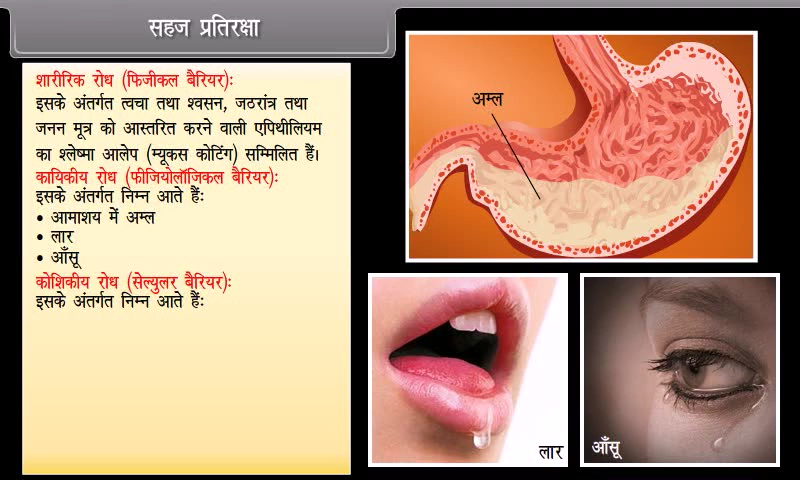 सहज प्रतिरक्षा
शारीरिक रोध (फिजीकल बैरियर):
इसके अंतर्गत त्वचा तथा श्वसन, जठरांत्र तथा
जनन मूत्र को आस्तरित करने वाली एपिथीलियम
का श्लेष्मा आलेप (म्यूकस कोटिंग) सम्मिलित हैं।
कायिकीय रोध (फीजियोलॉजिकल बैरियर):
इसके अंतर्गत निम्न आते हैं:
• आमाशय में अम्ल
• लार
• आँसू
कोशिकीय रोध (सेल्युलर बैरियर):
इसके अंतर्गत निम्न आते हैं:
अम्ल
लार
आँसू